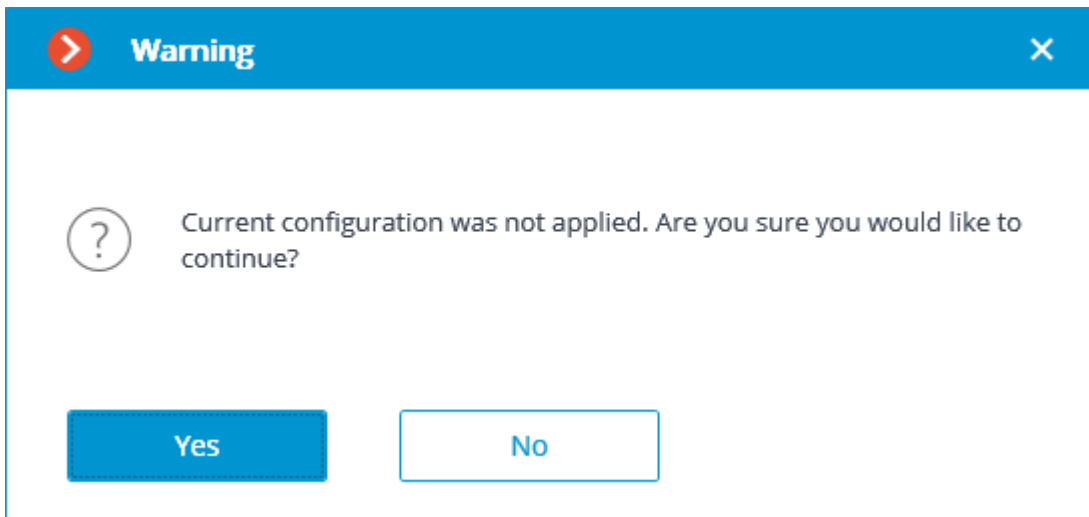 Warning
Current configuration was not applied. Are you sure you would like to
continue?
Yes
No